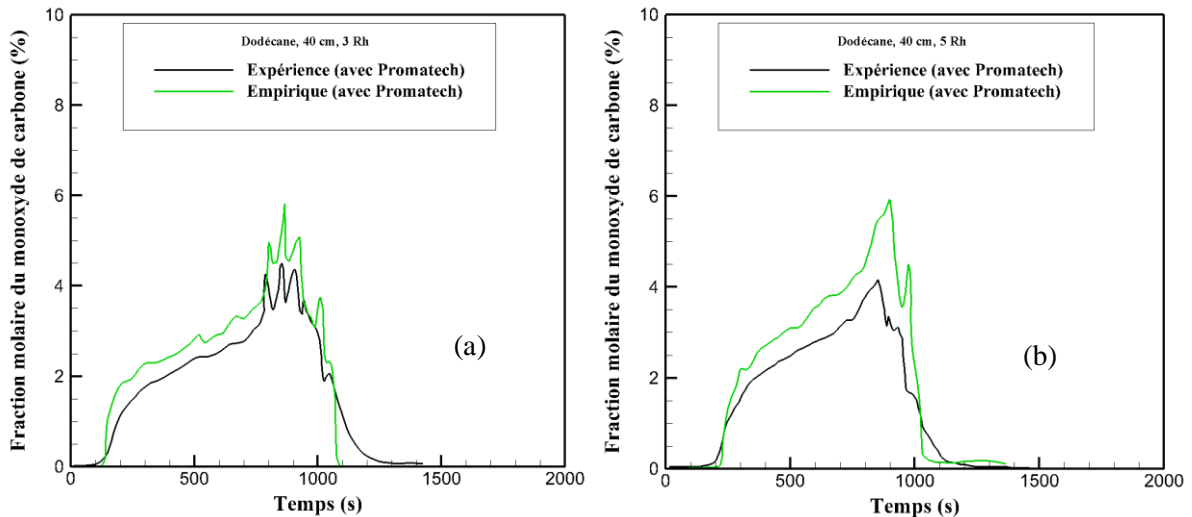 Fraction molaire du monoxyde de carbone (%)
10
8
6
4
2
0
Dodécane, 40 cm, 3 Rh
Expérience (avec Promatech)
Empirique (avec Promatech)
(a)
0
500
1000
1500
2000
Temps (s)
Fraction molaire du monoxyde de carbone (%)
10
8
6
4
2
0
Dodécane, 40 cm, 5 Rh
Expérience (avec Promatech)
Empirique (avec Promatech)
(b)
0
500
1000
1500
2000
Temps (s)